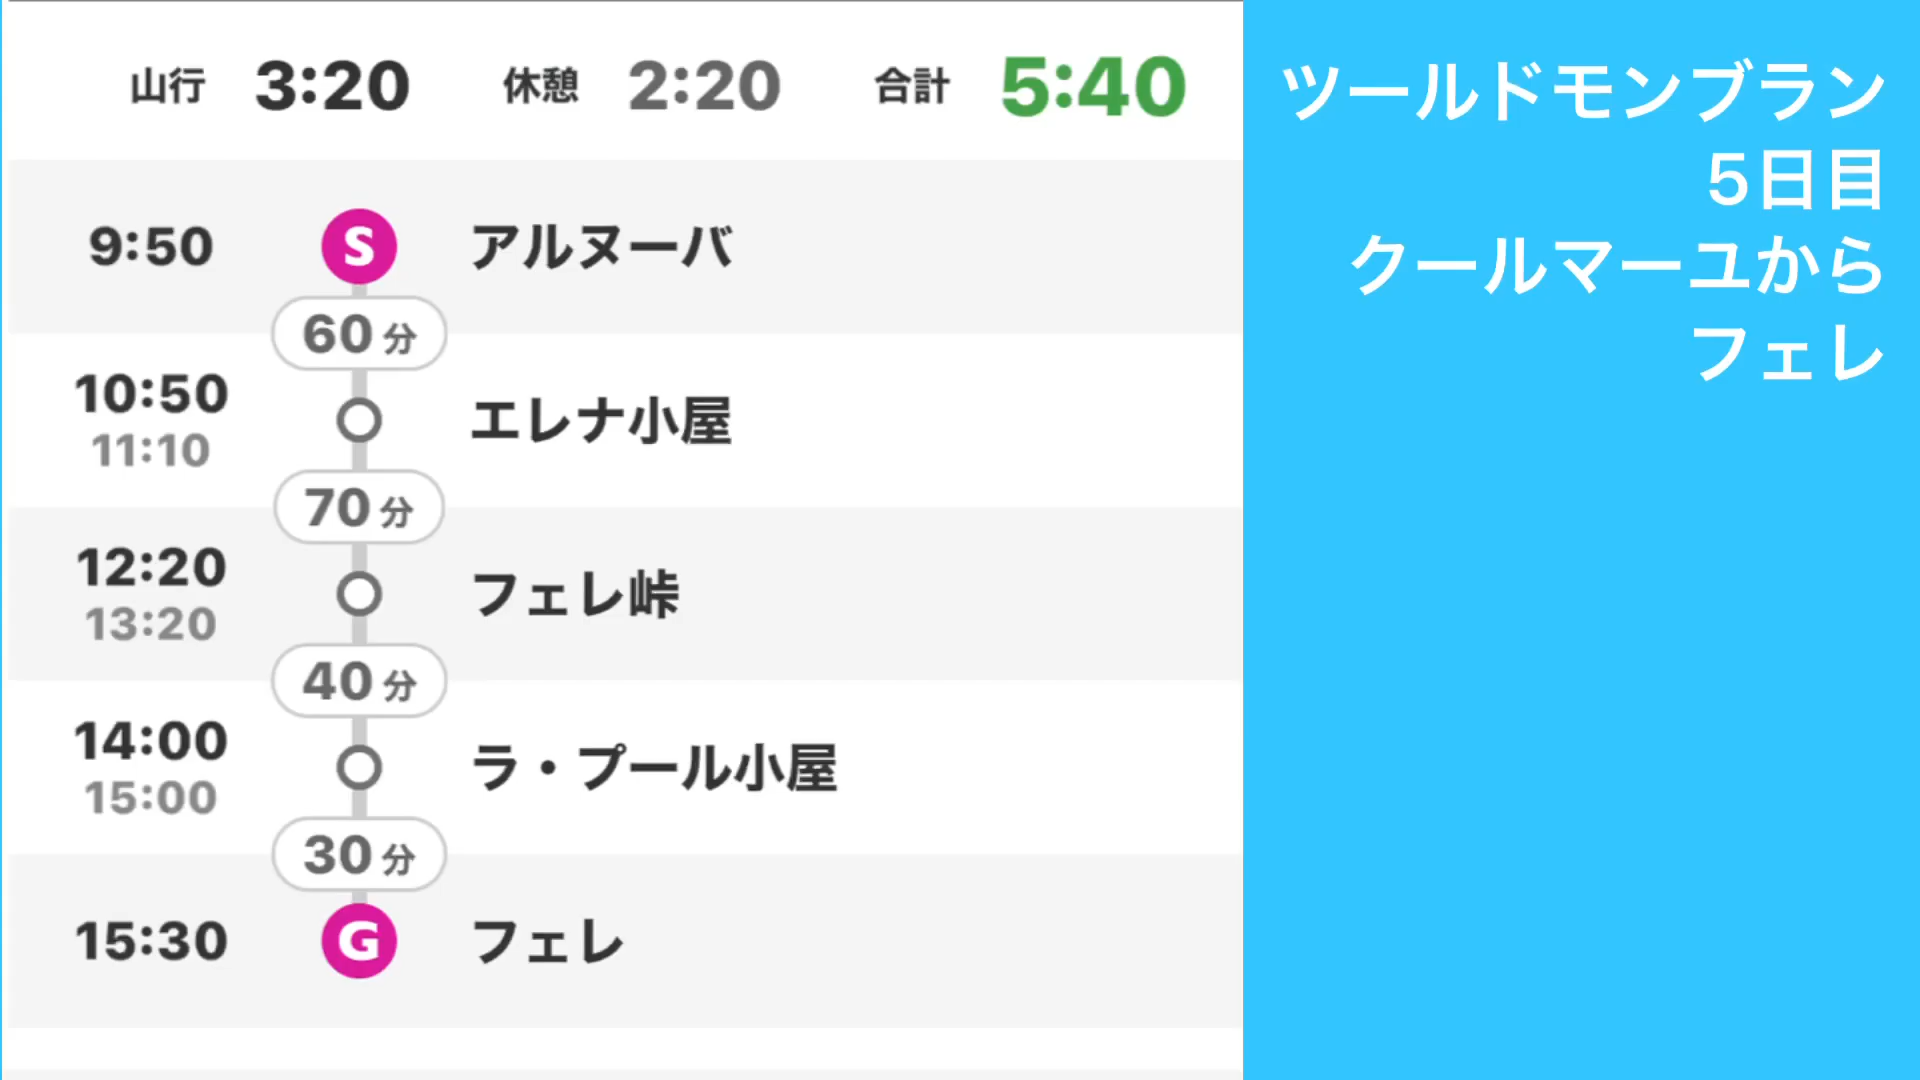 山行 3:20 休憩 2:20 合計 5:40
9:50 S アルヌーバ
60分
10:50
11:10
エレナ小屋
70分
12:20
13:20
フェレ峠
40分
14:00
15:00
ラ・プール小屋
30分
15:30 G フェレ
ツールドモンブラン
5日目
クールマーユから
フェレ